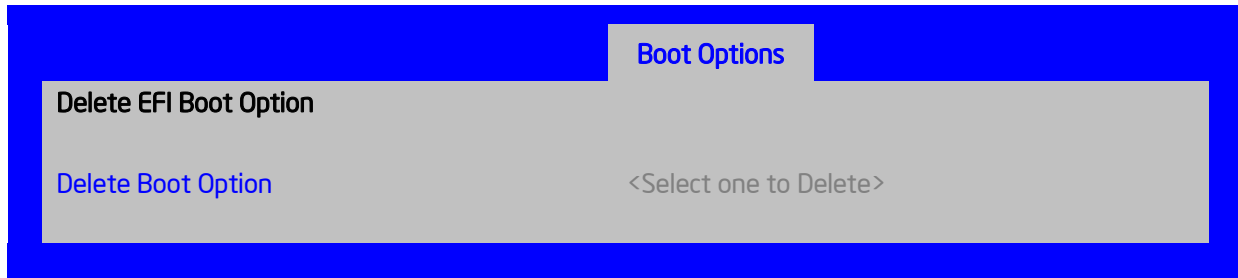 Boot Options
Delete EFI Boot Option
Delete Boot Option <Select one to Delete>